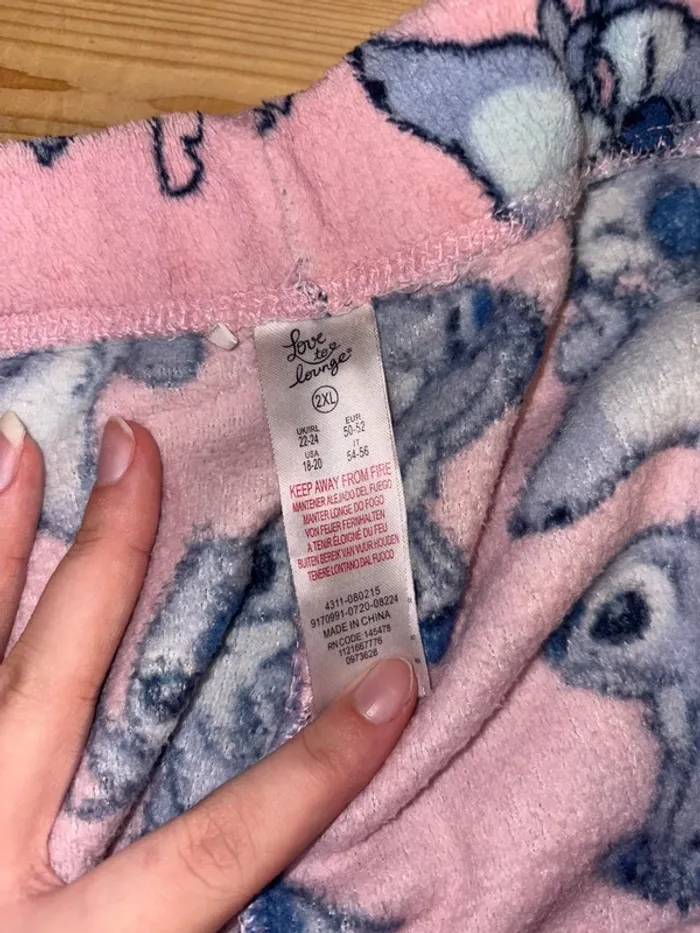 Love
to
lounge®
2XL
UK/IRL EUR
22-24 50-52
USA IT
18-20 54-56
KEEP AWAY FROM FIRE
MANTENER ALEJADO DEL FUEGO
MANTER LONGE DO FOGO
VON FEUER FERNHALTEN
A TENIR ÉLOIGNÉ DU FEU
BUITEN BEREIK VAN VUUR HOUDEN
TENERE LONTANO DAL FUOCO
4311-080215
9170991-0720-08224
MADE IN CHINA
RN CODE: 145478
1121667776
0973628